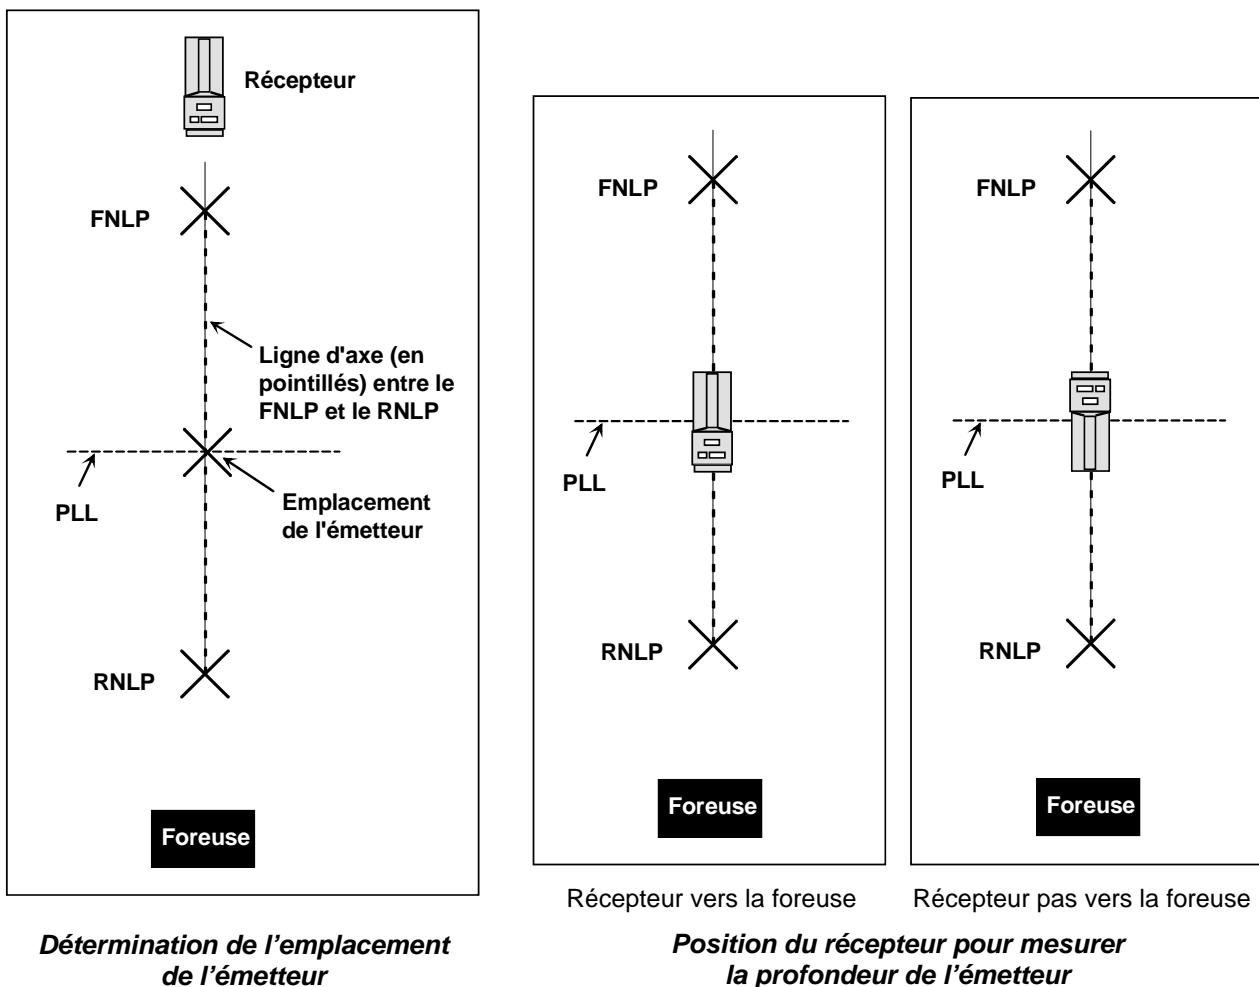 Récepteur
FNLP
Ligne d'axe (en
pointillés) entre le
FNLP et le RNLP
PLL
Emplacement
de l'émetteur
RNLP
Foreuse
Détermination de l’emplacement
de l’émetteur
FNLP
PLL
RNLP
Foreuse
Récepteur vers la foreuse
FNLP
PLL
RNLP
Foreuse
Récepteur pas vers la foreuse
Position du récepteur pour mesurer
la profondeur de l’émetteur